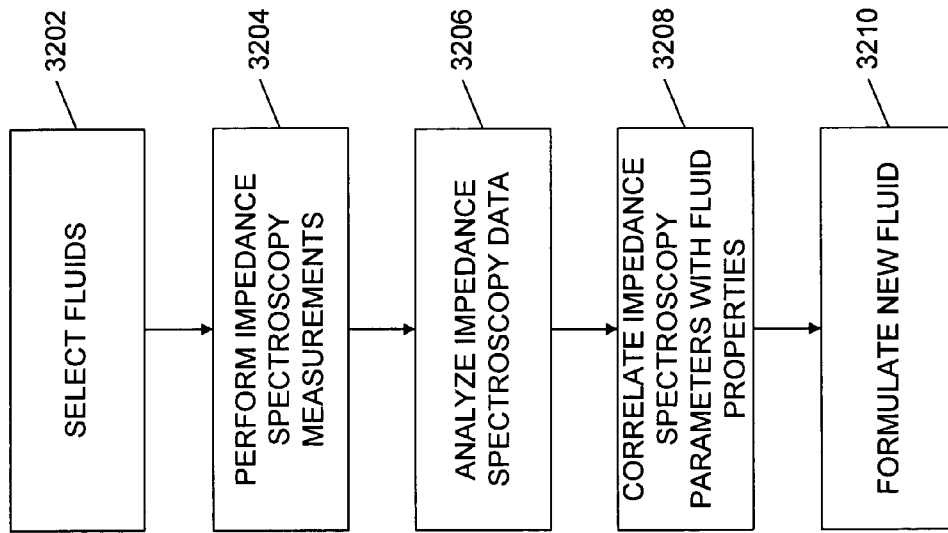 3202
SELECT FLUIDS
3204
PERFORM IMPEDANCE
SPECTROSCOPY
MEASUREMENTS
3206
ANALYZE IMPEDANCE
SPECTROSCOPY DATA
3208
CORRELATE IMPEDANCE
SPECTROSCOPY
PARAMETERS WITH FLUID
PROPERTIES
3210
FORMULATE NEW FLUID